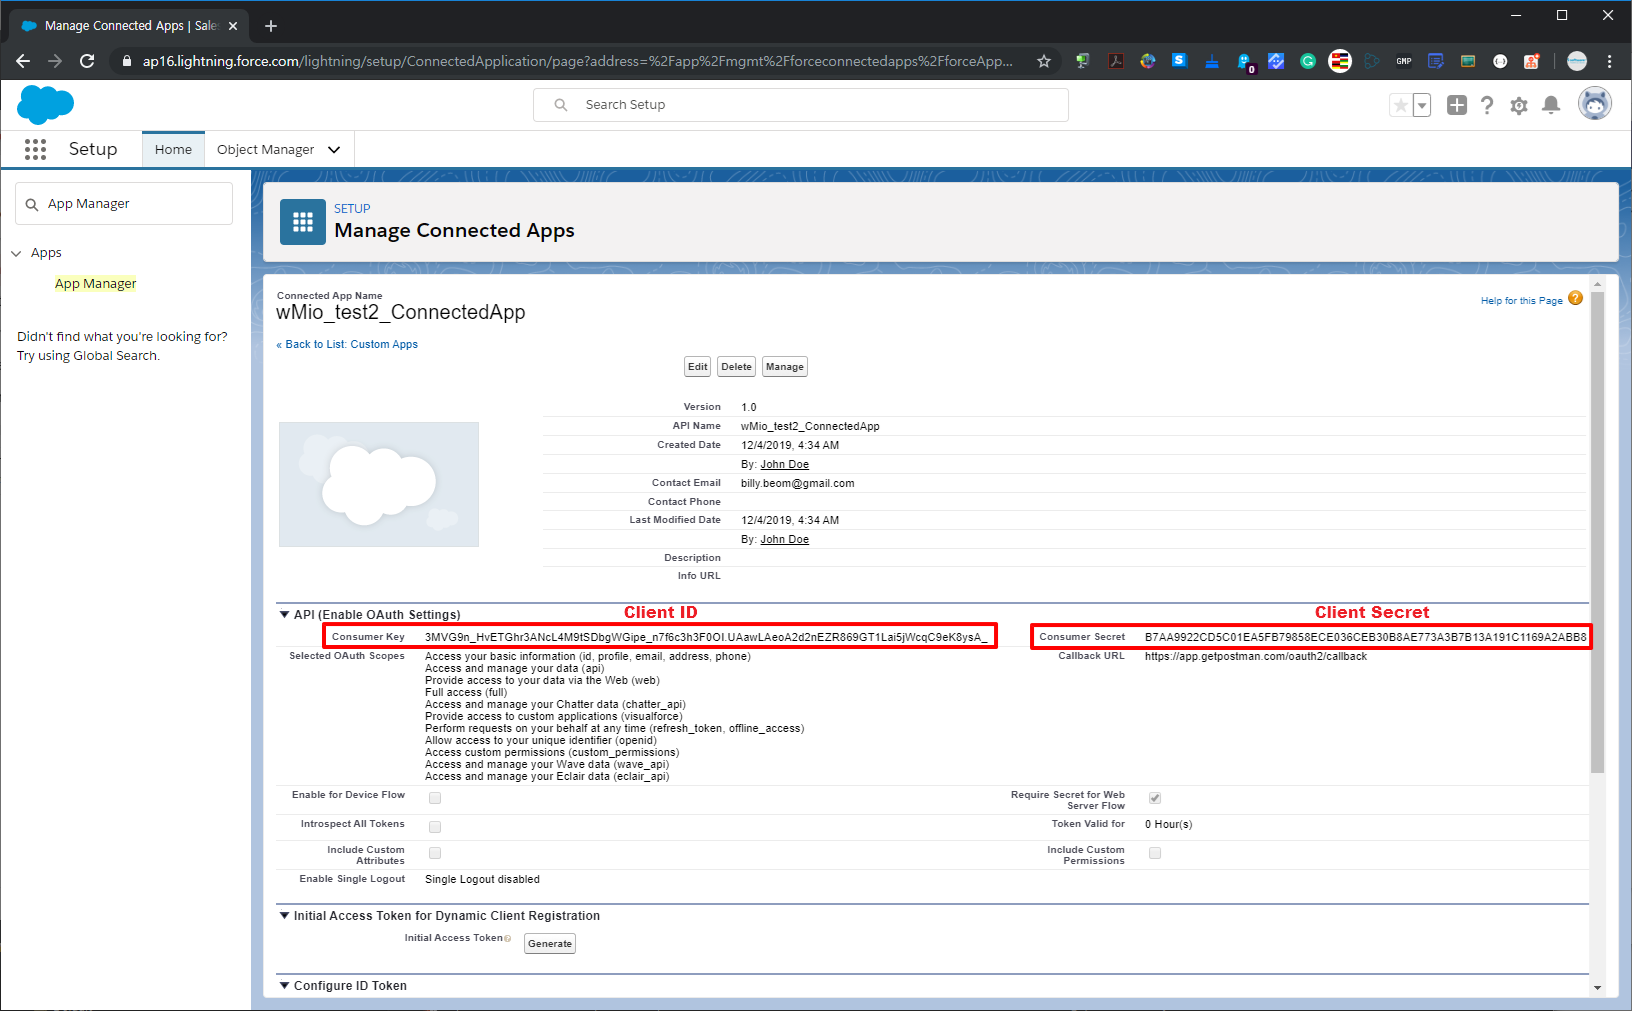 Manage Connected Apps | Sales
ap16.lightning.force.com/lightning/setup/ConnectedApplication/page?address=%2Fapp%2Fmgmt%2Fforceconnectedapps%2FforceApp...
S
0
G
GMP
Search Setup
Setup
Home
Object Manager
App Manager
Apps
App Manager
Didn't find what you're looking for?
Try using Global Search.
SETUP
Manage Connected Apps
Connected App Name
wMio_test2_ConnectedApp
Help for this Page ?
« Back to List: Custom Apps
Edit Delete Manage
Version 1.0
API Name wMio_test2_ConnectedApp
Created Date 12/4/2019, 4:34 AM
By: John Doe
Contact Email billy.beom@gmail.com
Contact Phone
Last Modified Date 12/4/2019, 4:34 AM
By: John Doe
Description
Info URL
API (Enable OAuth Settings) Client ID Client Secret
Consumer Key 3MVG9n_HvETGhr3ANcL4M9tSDbgWGipe_n7f6c3h3F0OI.UAawLAeoA2d2nEZR869GT1Lai5jWcqC9eK8ysA_ Consumer Secret B7AA9922CD5C01EA5FB79858ECE036CEB30B8AE773A3B7B13A191C1169A2ABB8
Selected OAuth Scopes Access your basic information (id, profile, email, address, phone) Callback URL https://app.getpostman.com/oauth2/callback
Access and manage your data (api)
Provide access to your data via the Web (web)
Full access (full)
Access and manage your Chatter data (chatter_api)
Provide access to custom applications (visualforce)
Perform requests on your behalf at any time (refresh_token, offline_access)
Allow access to your unique identifier (openid)
Access custom permissions (custom_permissions)
Access and manage your Wave data (wave_api)
Access and manage your Eclair data (eclair_api)
Enable for Device Flow Require Secret for Web
Server Flow
Introspect All Tokens Token Valid for 0 Hour(s)
Include Custom Include Custom
Attributes Permissions
Enable Single Logout Single Logout disabled
Initial Access Token for Dynamic Client Registration
Initial Access Token Generate
Configure ID Token